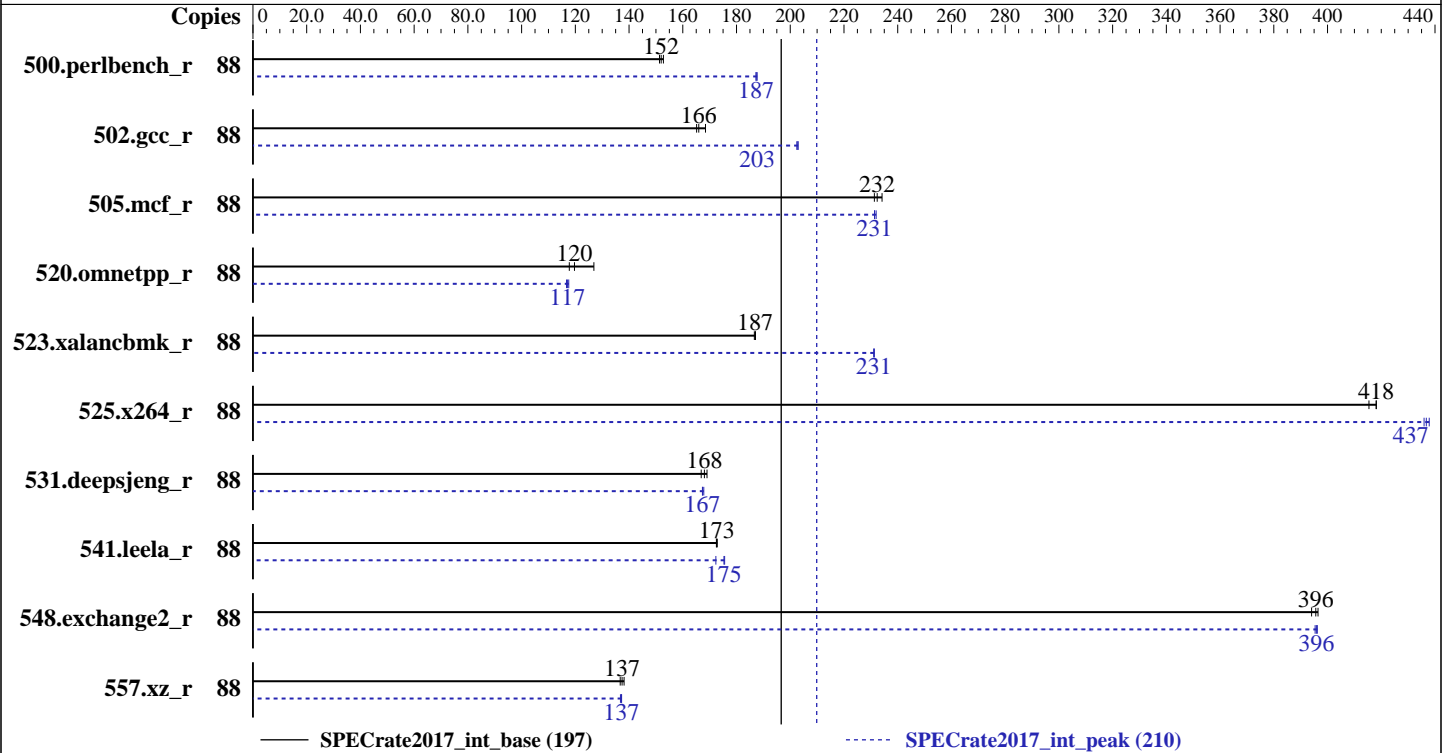 Copies 0 20.0 40.0 60.0 80.0 100 120 140 160 180 200 220 240 260 280 300 320 340 360 380 400 440
152
500.perlbench_r 88
187
166
502.gcc_r 88
203
232
505.mcf_r 88
231
120
520.omnetpp_r 88
117
187
523.xalancbmk_r 88
231
418
525.x264_r 88
437
168
531.deepsjeng_r 88
167
173
541.leela_r 88
175
396
548.exchange2_r 88
396
137
557.xz_r 88
137
SPECrate2017_int_base (197) SPECrate2017_int_peak (210)